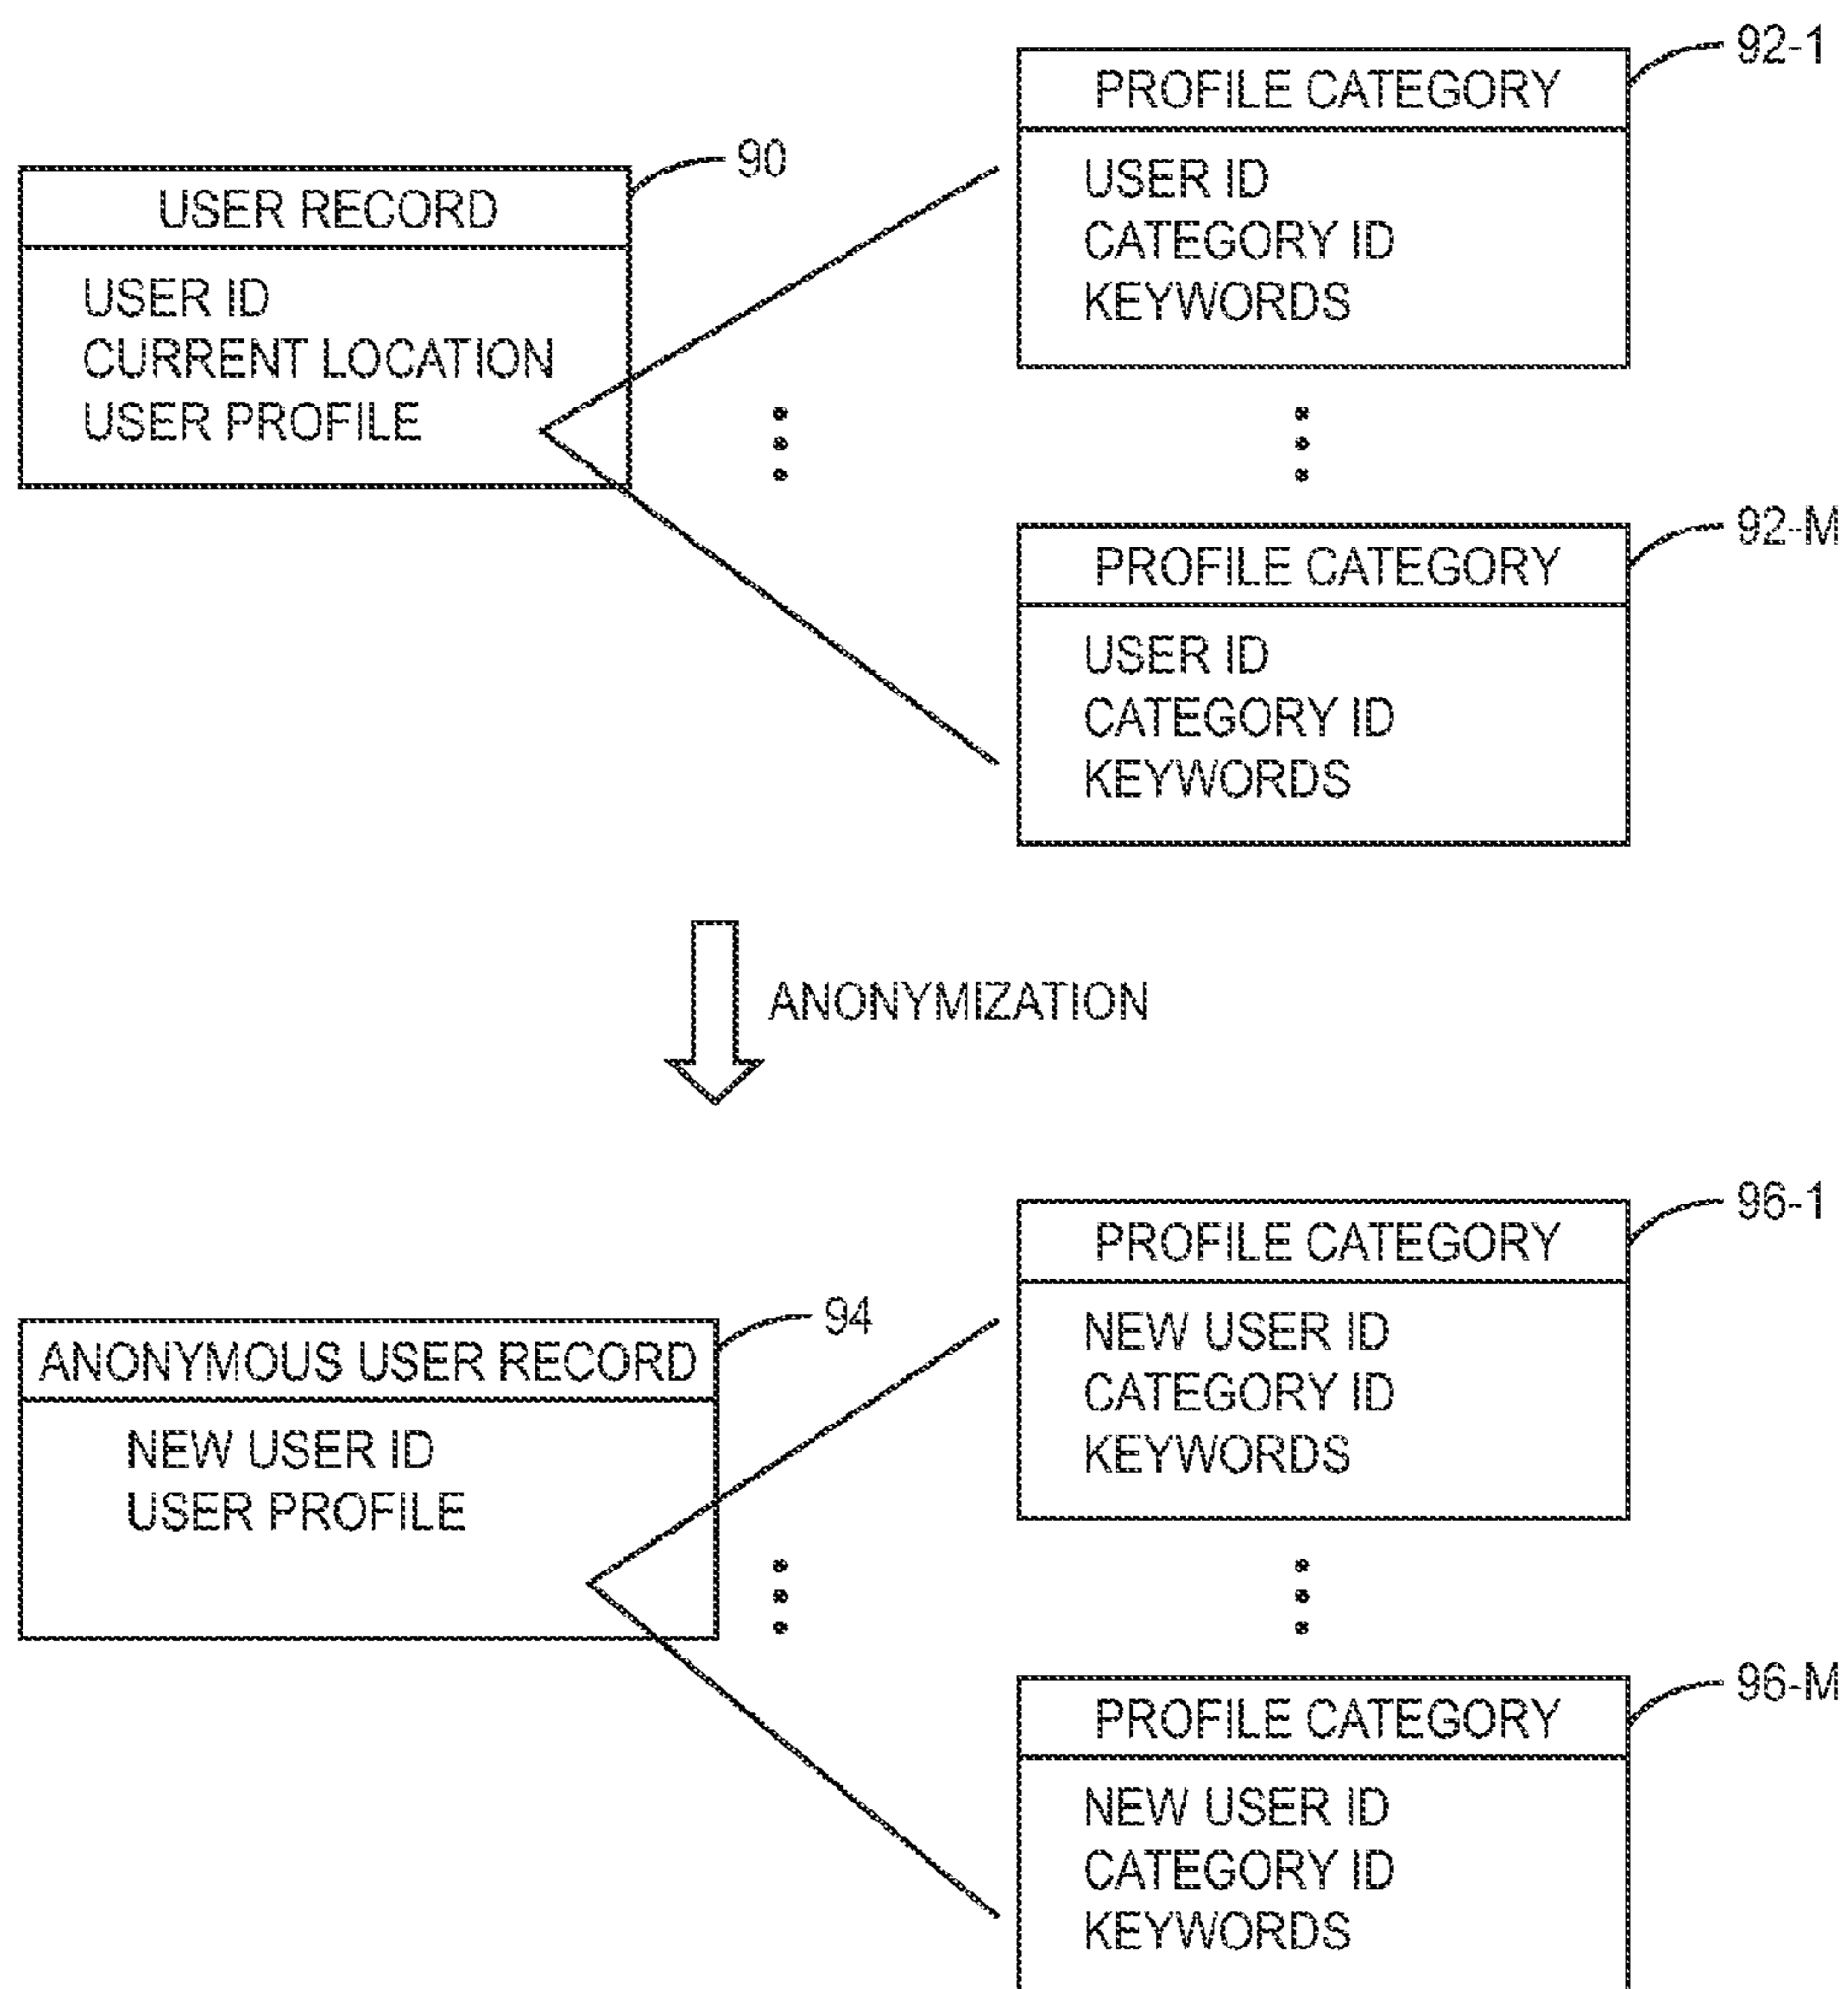 92-1
PROFILE CATEGORY
USER ID
CATEGORY ID
KEYWORDS
90
USER RECORD
USER ID
CURRENT LOCATION
USER PROFILE
92-M
PROFILE CATEGORY
USER ID
CATEGORY ID
KEYWORDS
ANONYMIZATION
96-1
PROFILE CATEGORY
NEW USER ID
CATEGORY ID
KEYWORDS
94
ANONYMOUS USER RECORD
NEW USER ID
USER PROFILE
96-M
PROFILE CATEGORY
NEW USER ID
CATEGORY ID
KEYWORDS